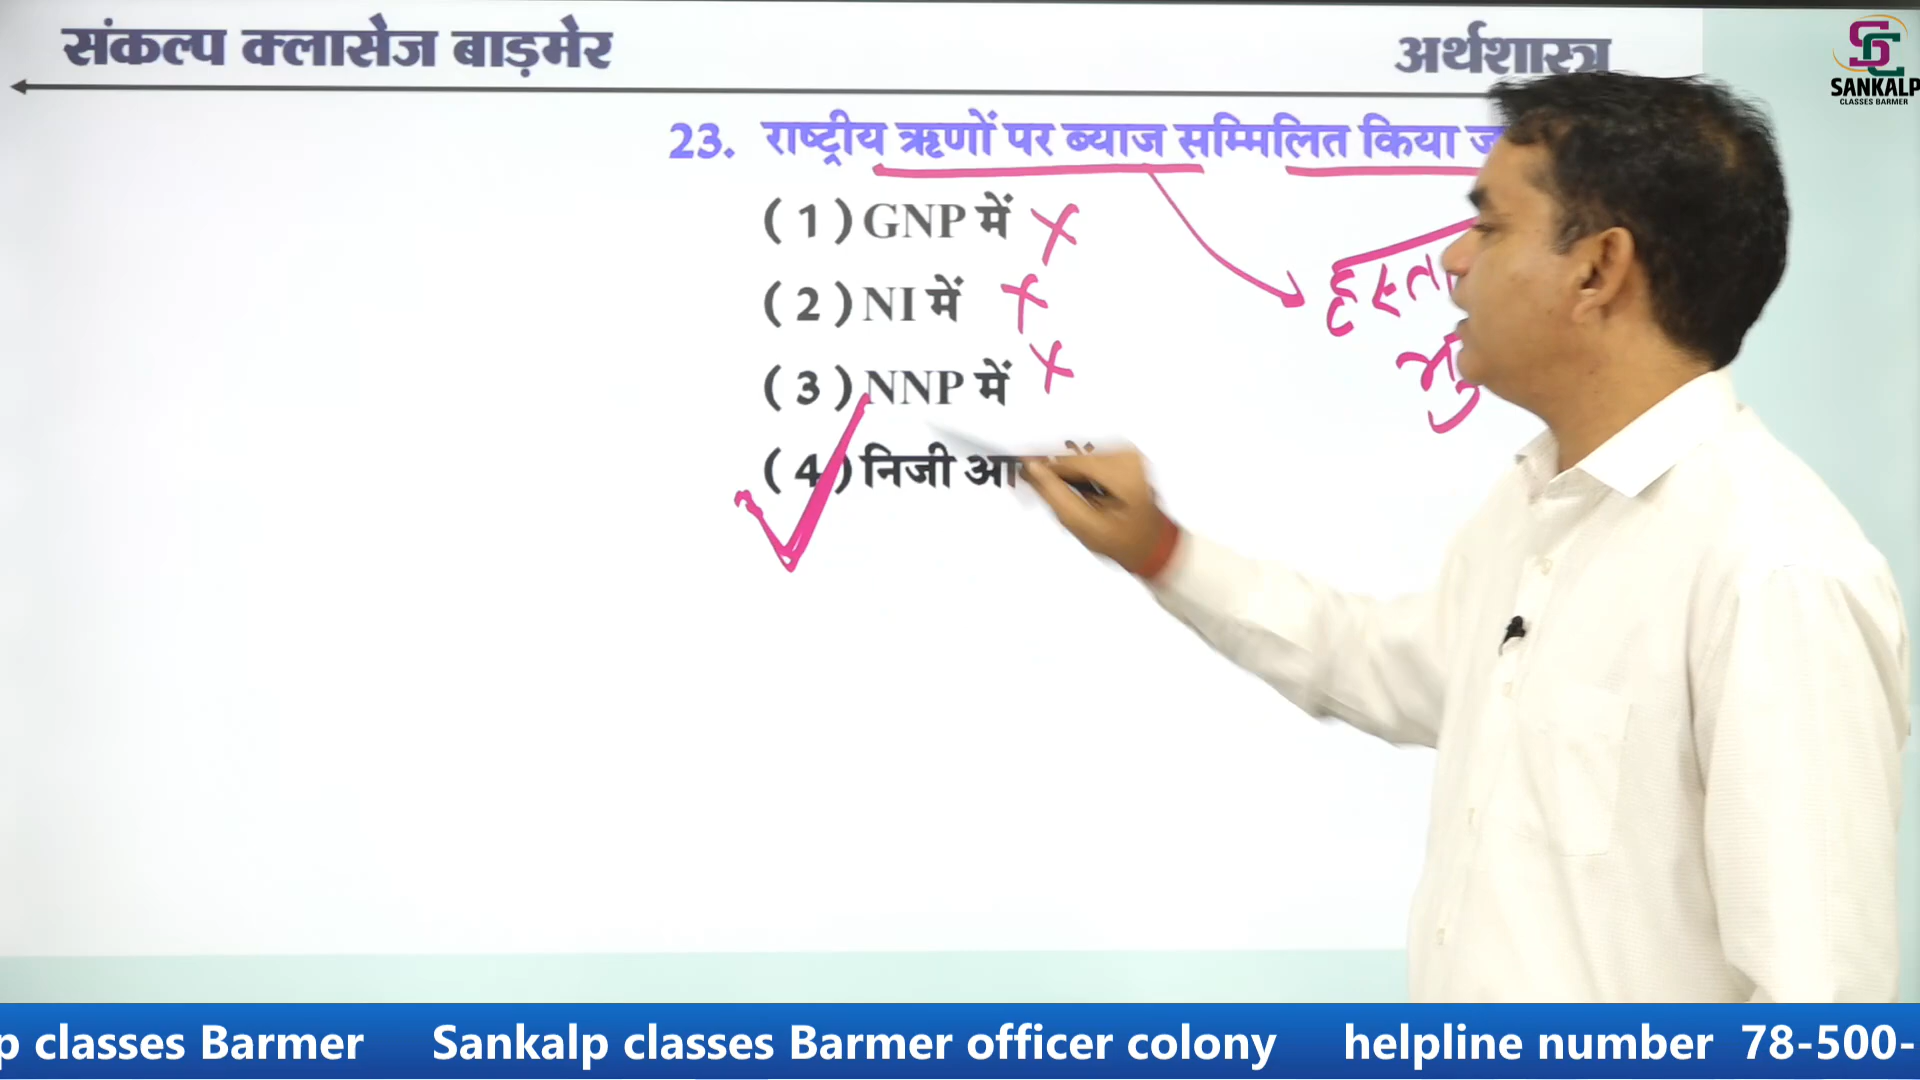 संकल्प क्लासेज बाड़मेर
अर्थशास्त्र
SANKALP
CLASSES BARMER
23. राष्ट्रीय ऋणों पर ब्याज सम्मिलित किया
( 1 ) GNP में
( 2 ) NI में
( 3 ) NNP में
( 4 ) निजी
p classes Barmer Sankalp classes Barmer officer colony helpline number 78-500-